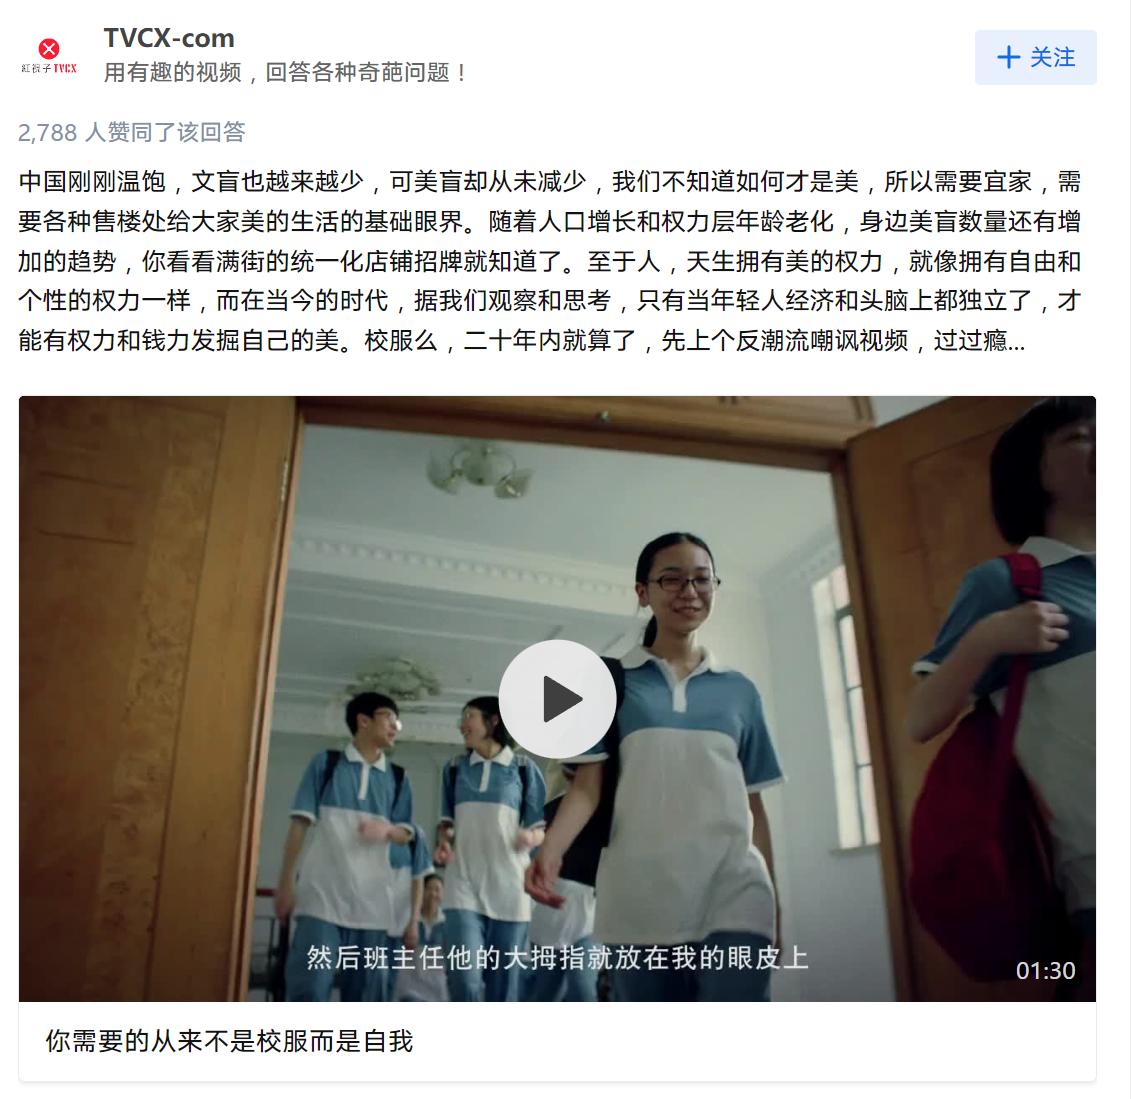 TVCX-com
用有趣的视频，回答各种奇葩问题！
紅孩子TVCX
关注
2,788 人赞同了该回答
中国刚刚温饱，文盲也越来越少，可美盲却从未减少，我们不知道如何才是美，所以需要宜家，需
要各种售楼处给大家美的生活的基础眼界。随着人口增长和权力层年龄老化，身边美盲数量还有增
加的趋势，你看看满街的统一化店铺招牌就知道了。至于人，天生拥有美的权力，就像拥有自由和
个性的权力一样，而在当今的时代，据我们观察和思考，只有当年轻人经济和头脑上都独立了，才
能有权力和钱力发掘自己的美。校服么，二十年内就算了，先上个反潮流嘲讽视频，过过瘾...
然后班主任他的大拇指就放在我的眼皮上
01:30
你需要的从来不是校服而是自我